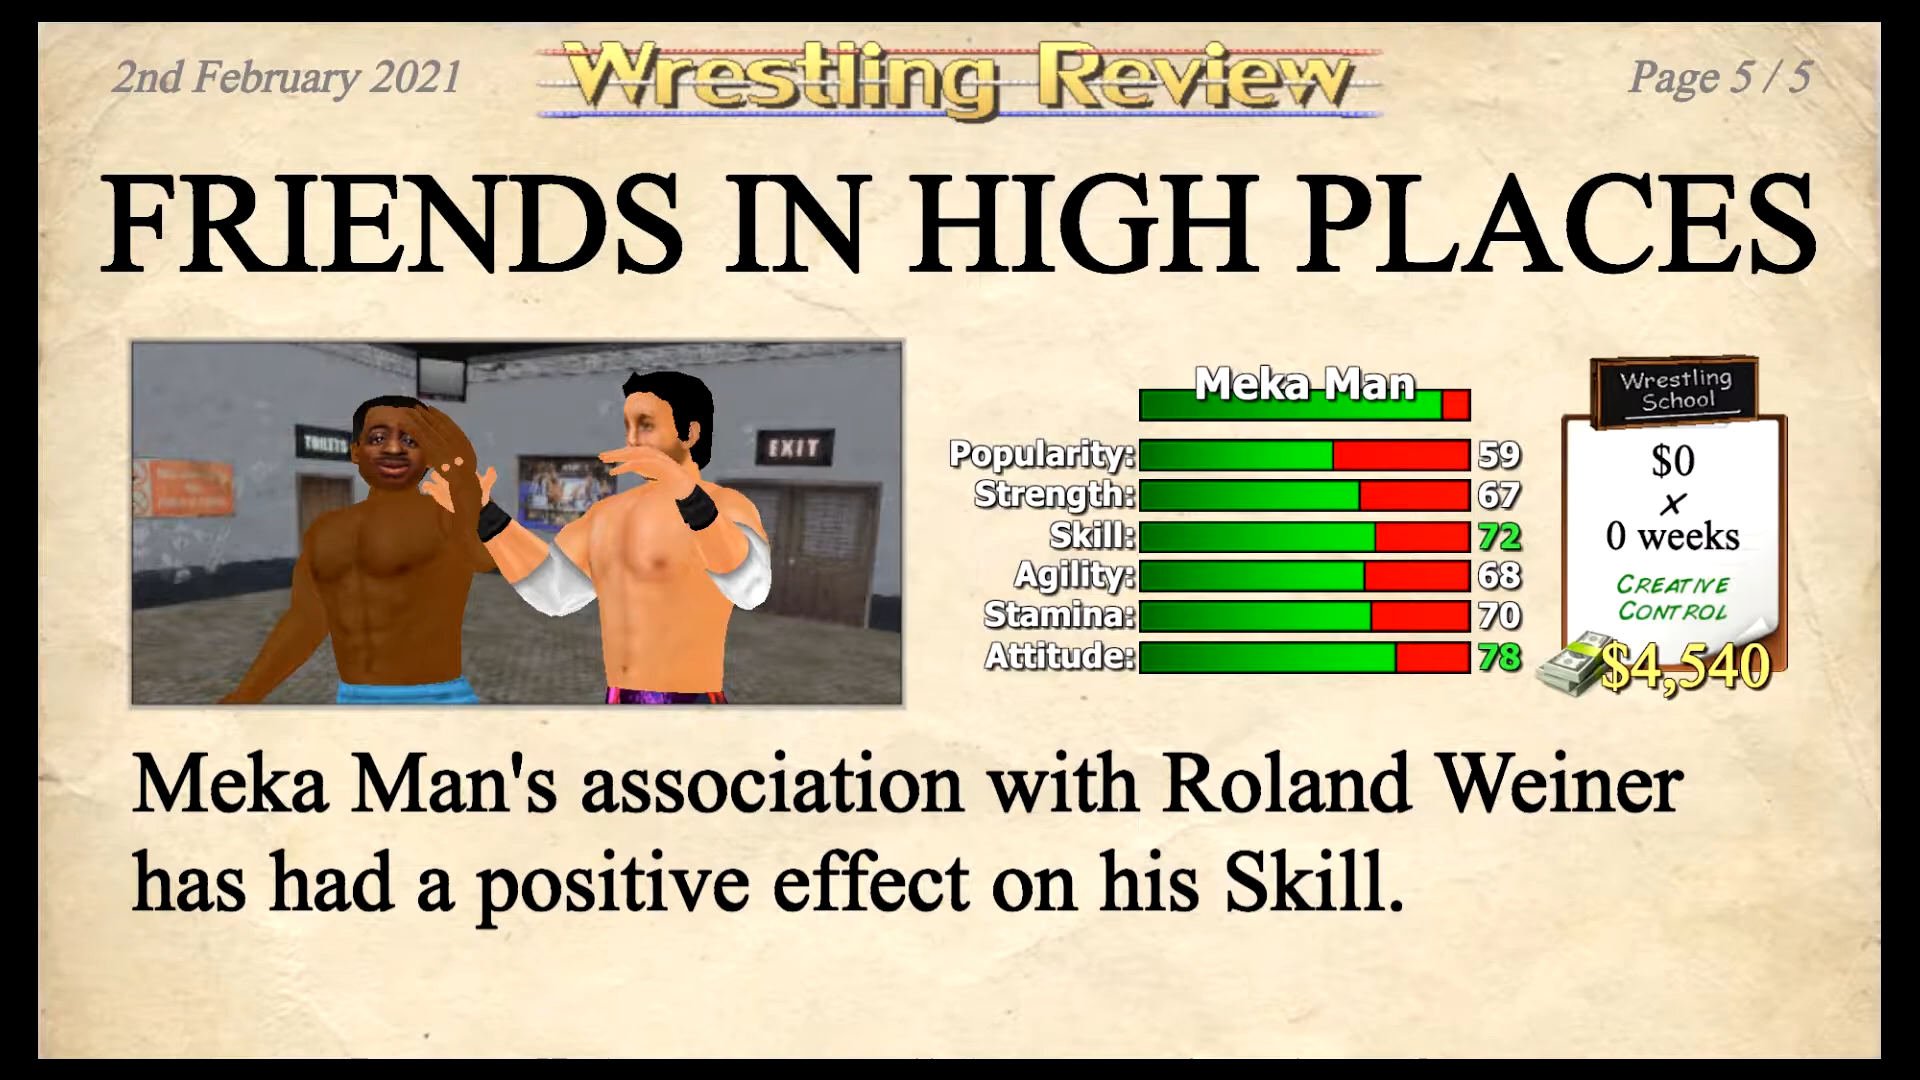 2nd February 2021
Wrestling Review
Page 5 / 5
FRIENDS IN HIGH PLACES
TOILETS
EXIT
Meka Man
Popularity: 59
Strength: 67
Skill: 72
Agility: 68
Stamina: 70
Attitude: 78
Wrestling
School
$0
x
0 weeks
CREATIVE
CONTROL
$4,540
Meka Man's association with Roland Weiner
has had a positive effect on his Skill.